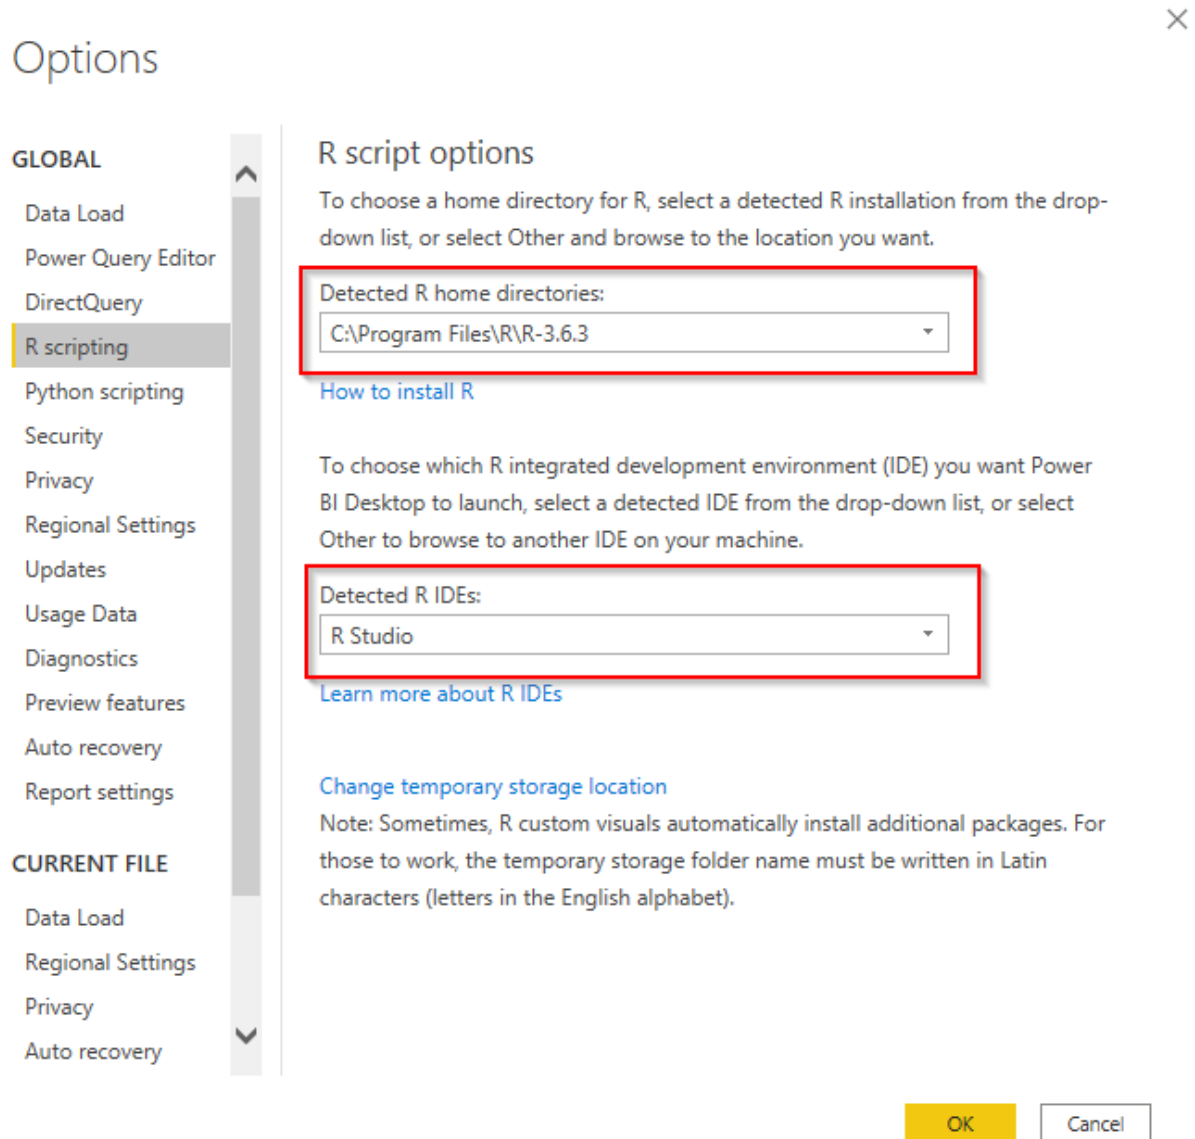 Options
GLOBAL
Data Load
Power Query Editor
DirectQuery
R scripting
Python scripting
Security
Privacy
Regional Settings
Updates
Usage Data
Diagnostics
Preview features
Auto recovery
Report settings
CURRENT FILE
Data Load
Regional Settings
Privacy
Auto recovery
R script options
To choose a home directory for R, select a detected R installation from the drop-
down list, or select Other and browse to the location you want.
Detected R home directories:
C:\Program Files\R\R-3.6.3
How to install R
To choose which R integrated development environment (IDE) you want Power
BI Desktop to launch, select a detected IDE from the drop-down list, or select
Other to browse to another IDE on your machine.
Detected R IDEs:
R Studio
Learn more about R IDEs
Change temporary storage location
Note: Sometimes, R custom visuals automatically install additional packages. For
those to work, the temporary storage folder name must be written in Latin
characters (letters in the English alphabet).
OK
Cancel